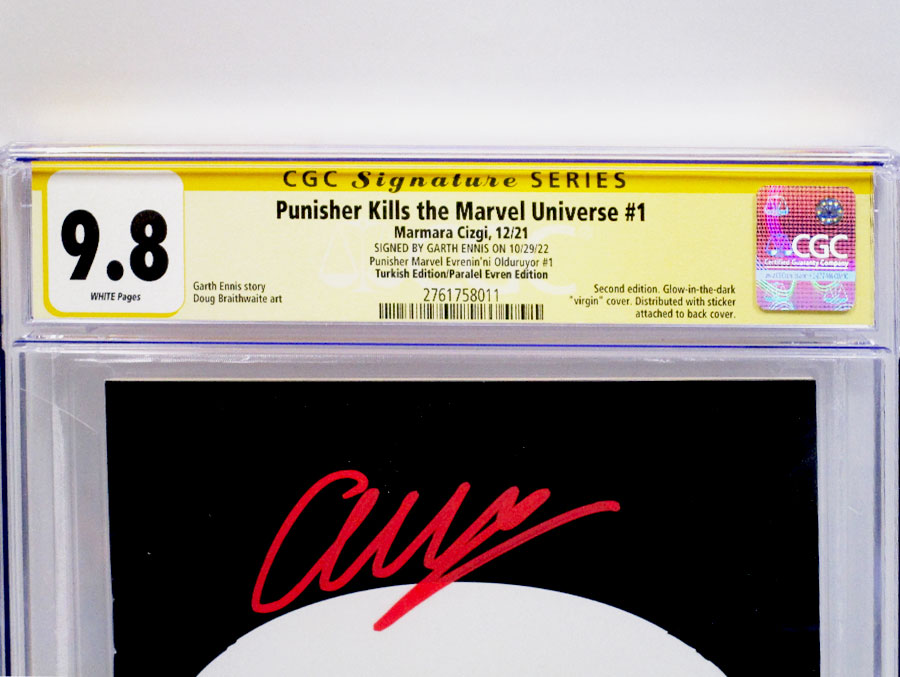 CGC Signature SERIES
9.8
WHITE Pages
Punisher Kills the Marvel Universe #1
Marmara Cizgi, 12/21
SIGNED BY GARTH ENNIS ON 10/29/22
Punisher Marvel Evrenin'ni Olduruyor #1
Turkish Edition/Paralel Evren Edition
Garth Ennis story
Doug Braithwaite art
2761758011
Second edition. Glow-in-the-dark
"virgin" cover. Distributed with sticker
attached to back cover.
CGC
Certified Guaranty Company